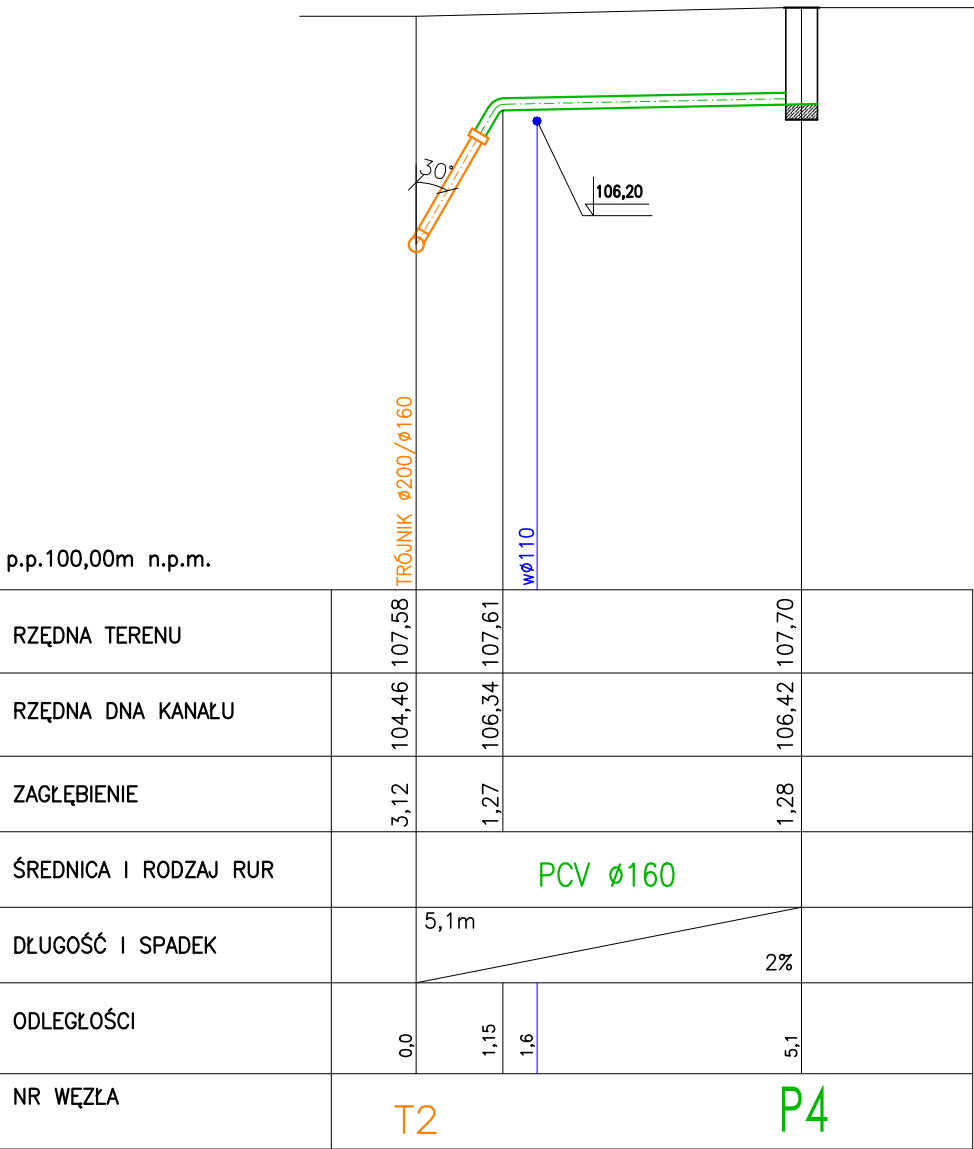 30°
106,20
TRÓJNIK ø200/ø160
wø110
p.p.100,00m n.p.m.
RZĘDNA TERENU 107,58 107,61 107,70
RZĘDNA DNA KANAŁU 104,46 106,34 106,42
ZAGŁĘBIENIE 3,12 1,27 1,28
ŚREDNICA I RODZAJ RUR PCV ø160
DŁUGOŚĆ I SPADEK 5,1m 2%
ODLEGŁOŚCI 0,0 1,15 1,6 5,1
NR WĘZŁA T2 P4